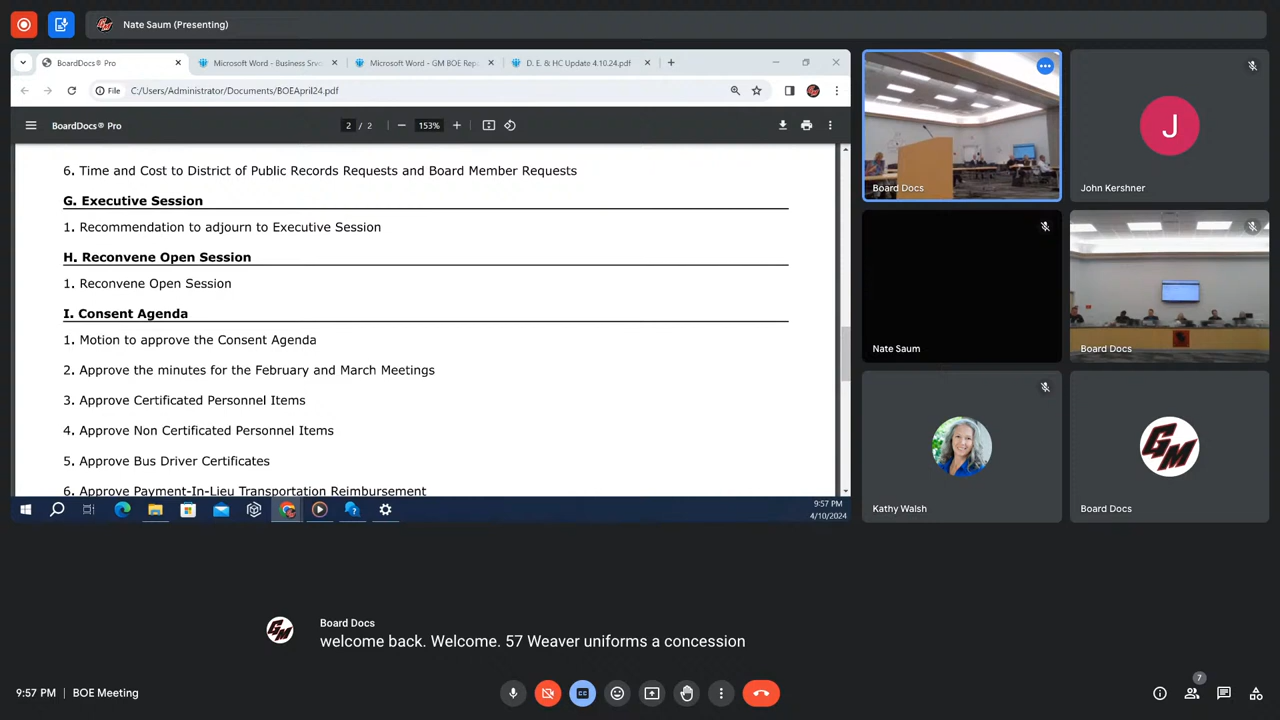 Nate Saum (Presenting)
BoardDocs® Pro
Microsoft Word - Business Srvc
Microsoft Word - GM BOE Rep
D. E. & HC Update 4.10.24.pdf
File
C:/Users/Administrator/Documents/BOEApril24.pdf
BoardDocs® Pro
2 / 2
153%
6. Time and Cost to District of Public Records Requests and Board Member Requests
G. Executive Session
1. Recommendation to adjourn to Executive Session
H. Reconvene Open Session
1. Reconvene Open Session
I. Consent Agenda
1. Motion to approve the Consent Agenda
2. Approve the minutes for the February and March Meetings
3. Approve Certificated Personnel Items
4. Approve Non Certificated Personnel Items
5. Approve Bus Driver Certificates
6. Approve Payment-In-Lieu Transportation Reimbursement
9:57 PM
4/10/2024
Board Docs
J
John Kershner
Nate Saum
Board Docs
Kathy Walsh
GM
Board Docs
GM
Board Docs
welcome back. Welcome. 57 Weaver uniforms a concession
9:57 PM | BOE Meeting
CC
7